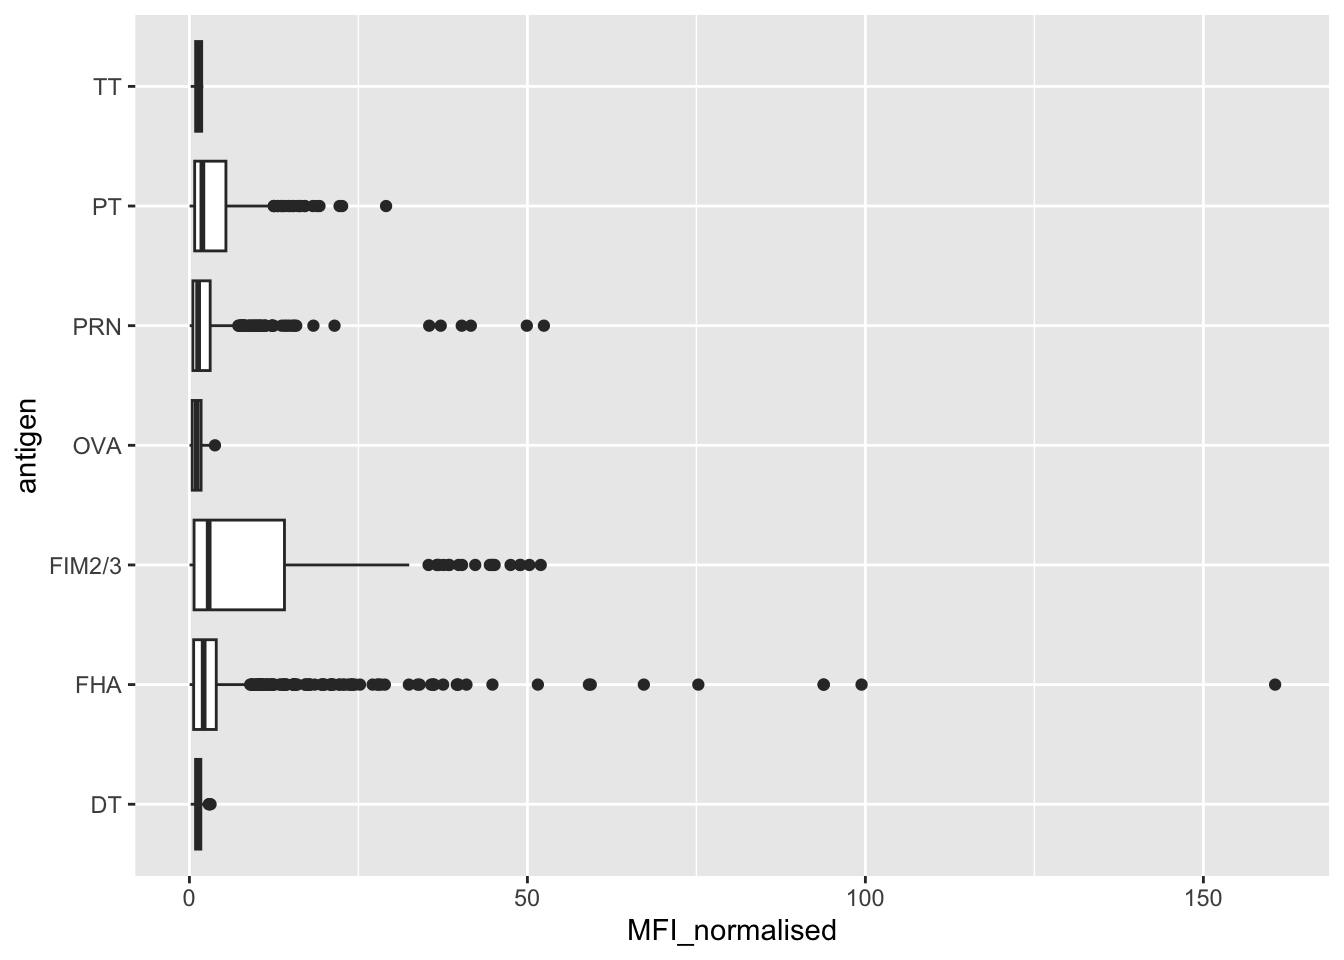 antigen
TT
PT
PRN
OVA
FIM2/3
FHA
DT
0 50 100 150
MFI_normalised